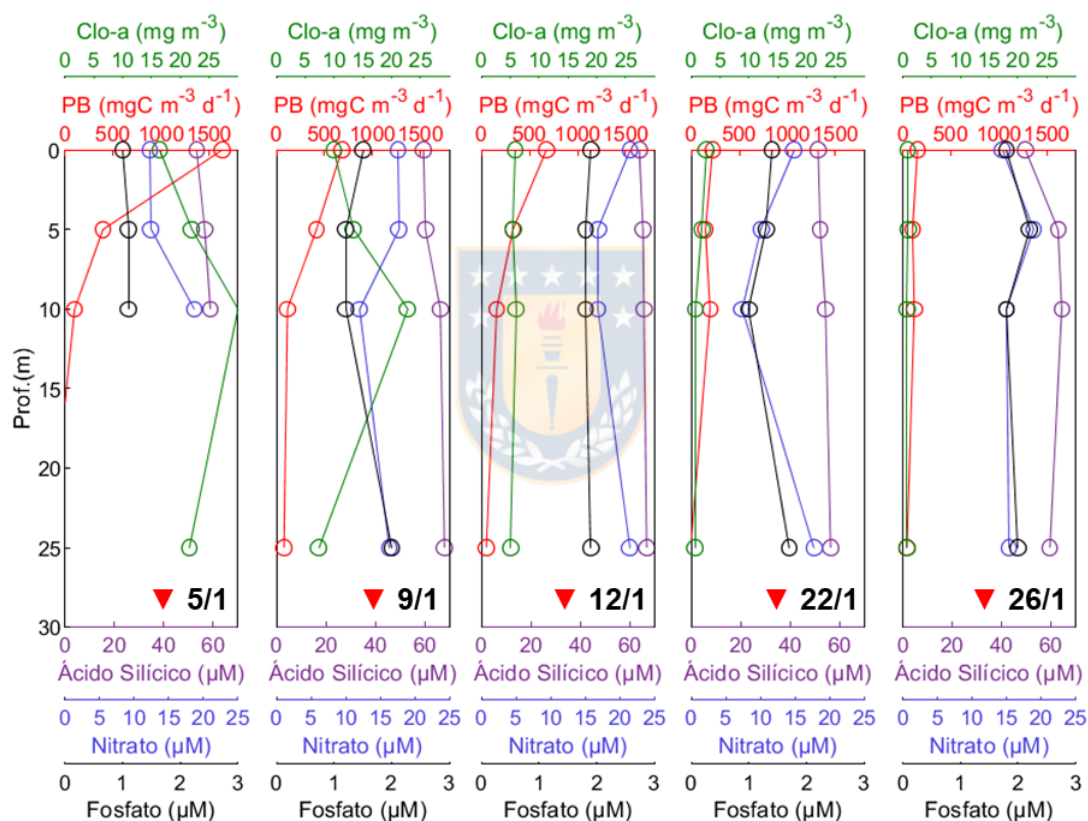 Clo-a (mg m⁻³) Clo-a (mg m⁻³) Clo-a (mg m⁻³) Clo-a (mg m⁻³) Clo-a (mg m⁻³)
0 5 10 15 20 25 0 5 10 15 20 25 0 5 10 15 20 25 0 5 10 15 20 25 0 5 10 15 20 25
PB (mgC m⁻³ d⁻¹) PB (mgC m⁻³ d⁻¹) PB (mgC m⁻³ d⁻¹) PB (mgC m⁻³ d⁻¹) PB (mgC m⁻³ d⁻¹)
0 500 1000 1500 0 500 1000 1500 0 500 1000 1500 0 500 1000 1500 0 500 1000 1500
0
5
10
Prof.(m)
15
20
25
30
5/1 9/1 12/1 22/1 26/1
0 20 40 60 0 20 40 60 0 20 40 60 0 20 40 60 0 20 40 60
Ácido Silícico (µM) Ácido Silícico (µM) Ácido Silícico (µM) Ácido Silícico (µM) Ácido Silícico (µM)
0 5 10 15 20 25 0 5 10 15 20 25 0 5 10 15 20 25 0 5 10 15 20 25 0 5 10 15 20 25
Nitrato (µM) Nitrato (µM) Nitrato (µM) Nitrato (µM) Nitrato (µM)
0 1 2 3 0 1 2 3 0 1 2 3 0 1 2 3 0 1 2 3
Fosfato (µM) Fosfato (µM) Fosfato (µM) Fosfato (µM) Fosfato (µM)